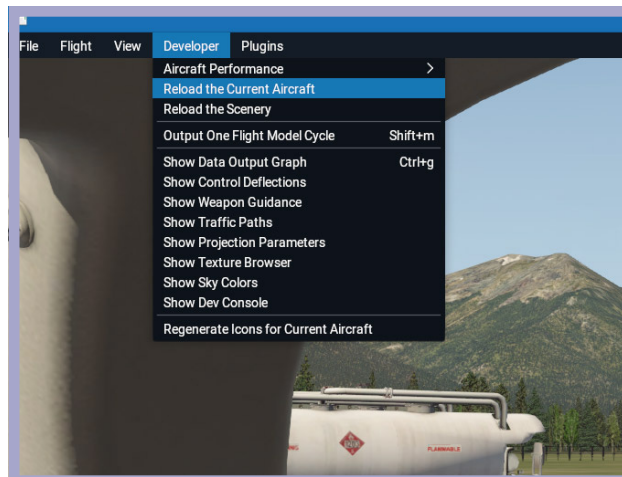 File Flight View Developer Plugins
Aircraft Performance
Reload the Current Aircraft
Reload the Scenery
Output One Flight Model Cycle Shift+m
Show Data Output Graph Ctrl+g
Show Control Deflections
Show Weapon Guidance
Show Traffic Paths
Show Projection Parameters
Show Texture Browser
Show Sky Colors
Show Dev Console
Regenerate Icons for Current Aircraft
FLAMMABLE